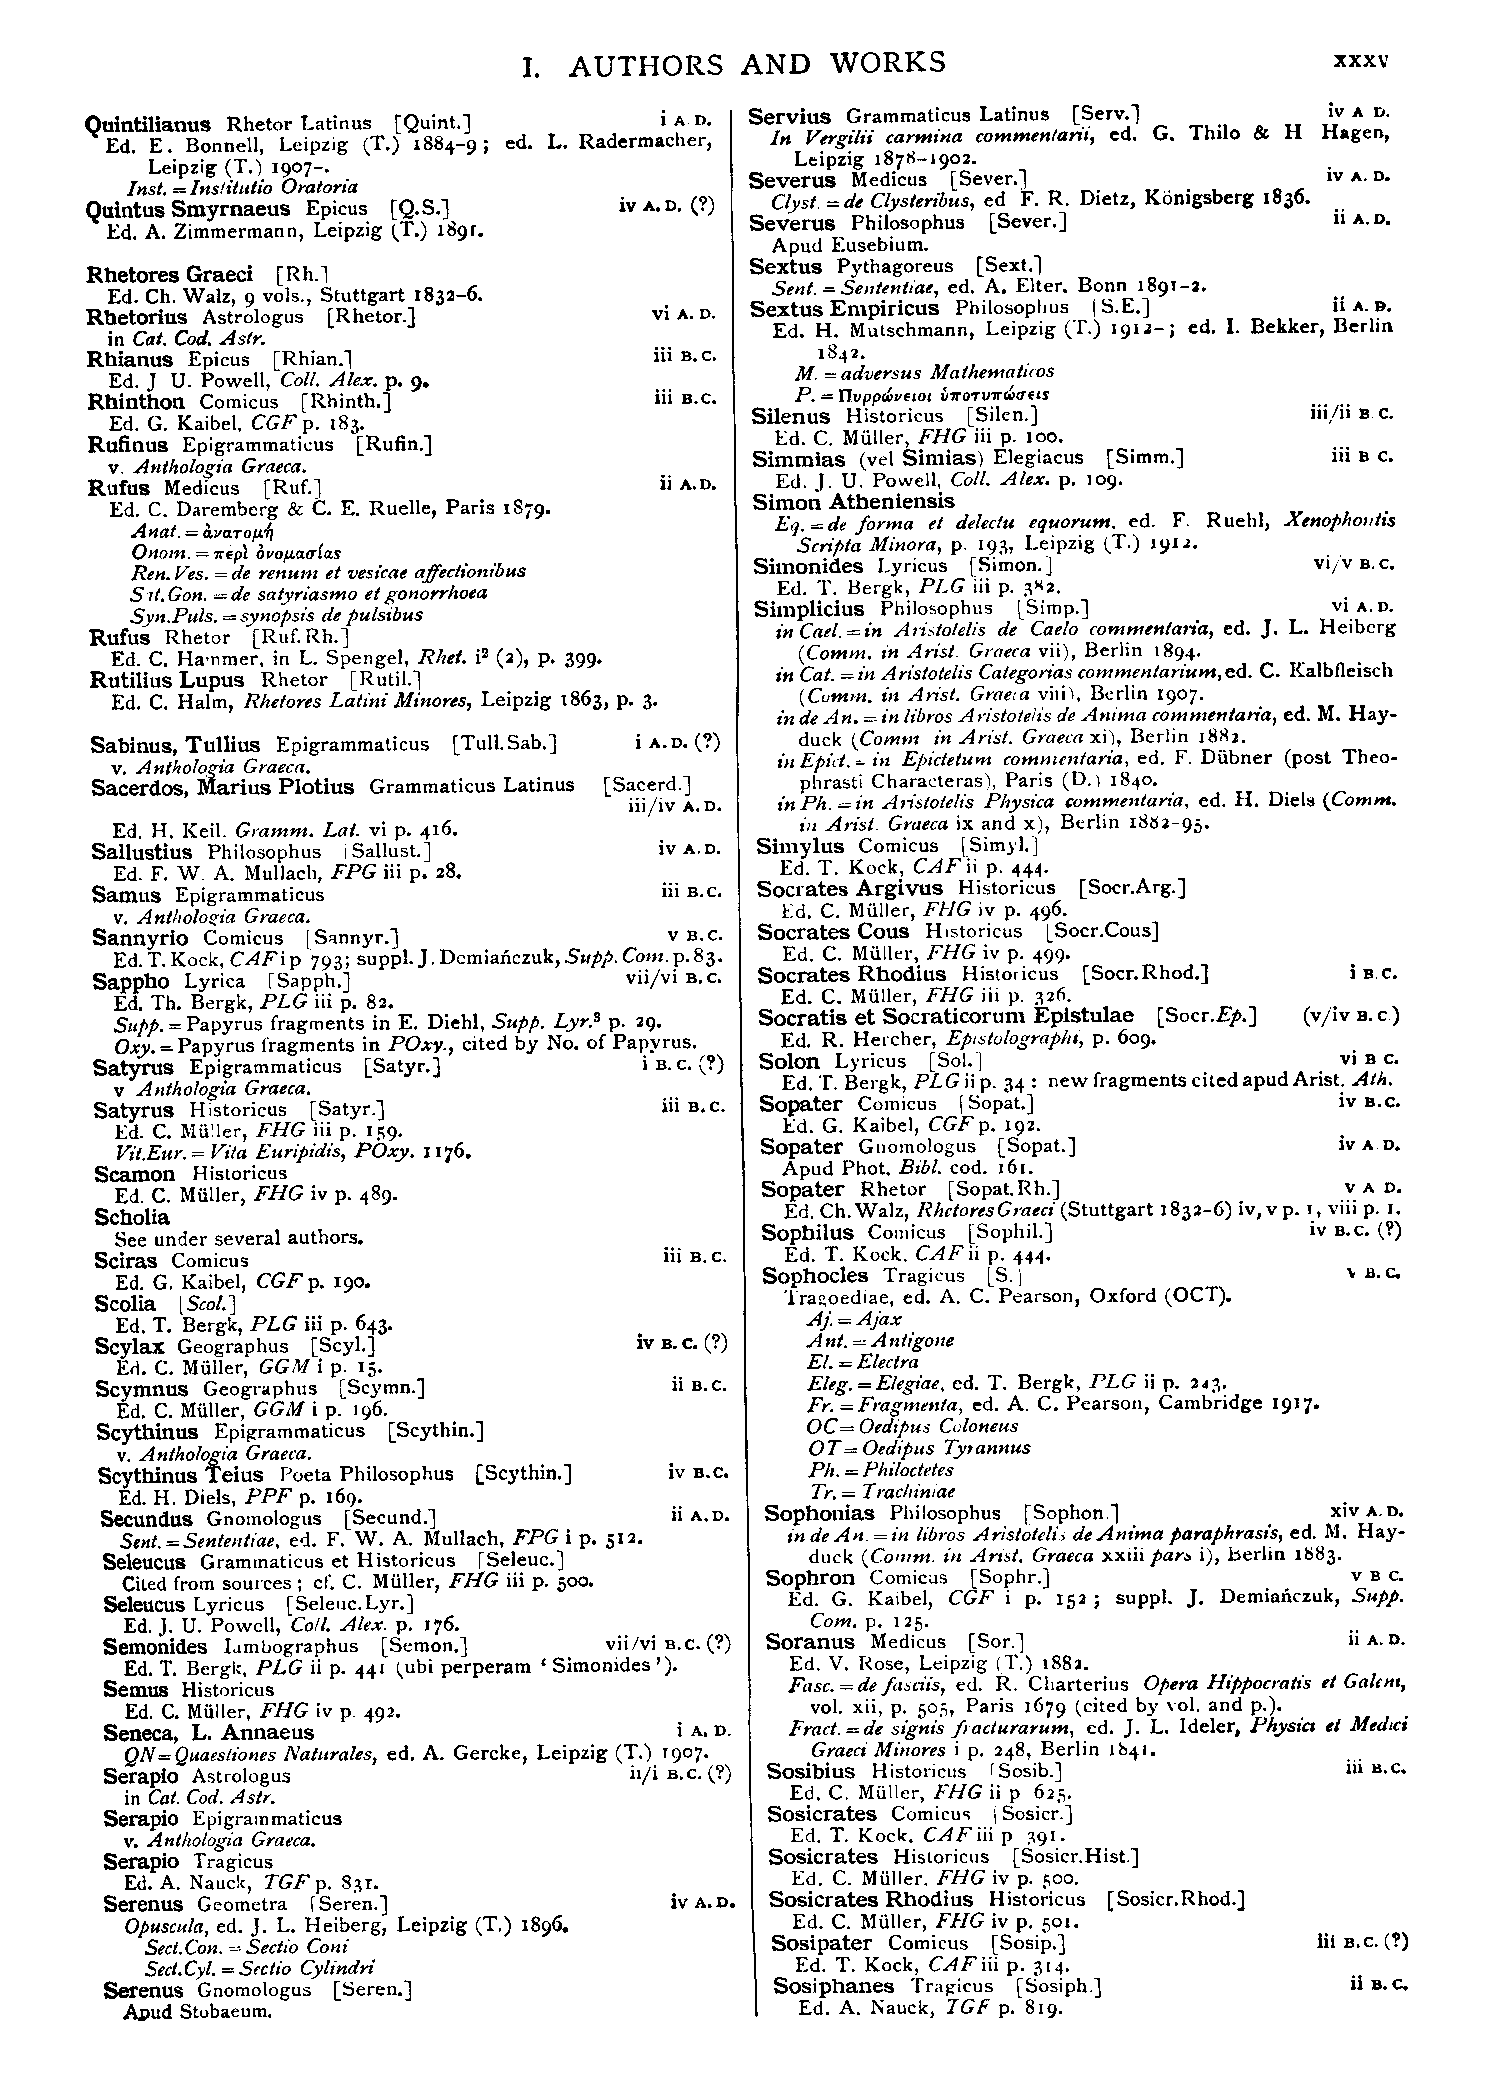 I. AUTHORS AND WORKS
xxxv
Quintilianus Rhetor Latinus [Quint.] i A.D.
Ed. E. Bonnell, Leipzig (T.) 1884-9; ed. L. Radermacher,
Leipzig (T.) 1907-.
Inst. = Institutio Oratoria
Quintus Smyrnaeus Epicus [Q.S.] iv A.D. (?)
Ed. A. Zimmermann, Leipzig (T.) 1891.
Rhetores Graeci [Rh.]
Ed. Ch. Walz, 9 vols., Stuttgart 1832-6.
Rhetorius Astrologus [Rhetor.] vi A.D.
in Cat. Cod. Astr.
Rhianus Epicus [Rhian.] iii B.C.
Ed. J U. Powell, Coll. Alex. p. 9.
Rhinthon Comicus [Rhinth.] iii B.C.
Ed. G. Kaibel, CGF p. 183.
Rufinus Epigrammaticus [Rufin.]
v. Anthologia Graeca.
Rufus Medicus [Ruf.] ii A.D.
Ed. C. Daremberg & C. E. Ruelle, Paris 1879.
Anat. = ἀνατομή
Onom. = περὶ ὀνομασίας
Ren. Ves. = de renum et vesicae affectionibus
Sat. Gon. = de satyriasmo et gonorrhoea
Syn.Puls. = synopsis de pulsibus
Rufus Rhetor [Ruf.Rh.]
Ed. C. Hammer, in L. Spengel, Rhet. i² (2), p. 399.
Rutilius Lupus Rhetor [Rutil.]
Ed. C. Halm, Rhetores Latini Minores, Leipzig 1863, p. 3.
Sabinus, Tullius Epigrammaticus [Tull.Sab.] i A.D. (?)
v. Anthologia Graeca.
Sacerdos, Marius Plotius Grammaticus Latinus [Sacerd.]
iii/iv A.D.
Ed. H. Keil. Gramm. Lat. vi p. 416.
Sallustius Philosophus [Sallust.] iv A.D.
Ed. F. W. A. Mullach, FPG iii p. 28.
Samus Epigrammaticus iii B.C.
v. Anthologia Graeca.
Sannyrio Comicus [Sannyr.] v B.C.
Ed. T. Kock, CAF i p 793; suppl. J. Demiańczuk, Supp. Com. p. 83.
Sappho Lyrica [Sapph.] vii/vi B.C.
Ed. Th. Bergk, PLG iii p. 82.
Supp. = Papyrus fragments in E. Diehl, Supp. Lyr.³ p. 29.
Oxy. = Papyrus fragments in POxy., cited by No. of Papyrus.
Satyrus Epigrammaticus [Satyr.] i B.C. (?)
v Anthologia Graeca.
Satyrus Historicus [Satyr.] iii B.C.
Ed. C. Müller, FHG iii p. 159.
Vit.Eur. = Vita Euripidis, POxy. 1176.
Scamon Historicus
Ed. C. Müller, FHG iv p. 489.
Scholia
See under several authors.
Sciras Comicus iii B.C.
Ed. G. Kaibel, CGF p. 190.
Scolia [Scol.]
Ed. T. Bergk, PLG iii p. 643.
Scylax Geographus [Scyl.] iv B.C. (?)
Ed. C. Müller, GGM i p. 15.
Scymnus Geographus [Scymn.] ii B.C.
Ed. C. Müller, GGM i p. 196.
Scythinus Epigrammaticus [Scythin.]
v. Anthologia Graeca.
Scythinus Teius Poeta Philosophus [Scythin.] iv B.C.
Ed. H. Diels, PPF p. 169.
Secundus Gnomologus [Secund.] ii A.D.
Sent. = Sententiae, ed. F. W. A. Mullach, FPG i p. 512.
Seleucus Grammaticus et Historicus [Seleuc.]
Cited from sources; cf. C. Müller, FHG iii p. 500.
Seleucus Lyricus [Seleuc.Lyr.]
Ed. J. U. Powell, Coll. Alex. p. 176.
Semonides Iambographus [Semon.] vii/vi B.C. (?)
Ed. T. Bergk, PLG ii p. 441 (ubi perperam 'Simonides').
Semus Historicus
Ed. C. Müller, FHG iv p. 492.
Seneca, L. Annaeus i A. D.
QN = Quaestiones Naturales, ed. A. Gercke, Leipzig (T.) 1907.
Serapio Astrologus ii/i B.C. (?)
in Cat. Cod. Astr.
Serapio Epigrammaticus
v. Anthologia Graeca.
Serapio Tragicus
Ed. A. Nauck, TGF p. 831.
Serenus Geometra [Seren.] iv A.D.
Opuscula, ed. J. L. Heiberg, Leipzig (T.) 1896.
Sect.Con. = Sectio Coni
Sect.Cyl. = Sectio Cylindri
Serenus Gnomologus [Seren.]
Apud Stobaeum.
Servius Grammaticus Latinus [Serv.] iv A D.
In Vergilii carmina commentarii, ed. G. Thilo & H Hagen,
Leipzig 1878-1902.
Severus Medicus [Sever.] iv A.D.
Clyst. = de Clysteribus, ed F. R. Dietz, Königsberg 1836.
Severus Philosophus [Sever.] ii A.D.
Apud Eusebium.
Sextus Pythagoreus [Sext.]
Sent. = Sententiae, ed. A. Elter. Bonn 1891-2.
Sextus Empiricus Philosophus [S.E.] ii A.D.
Ed. H. Mutschmann, Leipzig (T.) 1912-; ed. I. Bekker, Berlin
1842.
M. = adversus Mathematicos
P. = Πυρρώνειοι ὑποτυπώσεις
Silenus Historicus [Silen.] iii/ii B C.
Ed. C. Müller, FHG iii p. 100.
Simmias (vel Simias) Elegiacus [Simm.] iii B C.
Ed. J. U. Powell, Coll. Alex. p. 109.
Simon Atheniensis
Eq. = de forma et delectu equorum. ed. F. Ruehl, Xenophontis
Scripta Minora, p. 193, Leipzig (T.) 1912.
Simonides Lyricus [Simon.] vi/v B.C.
Ed. T. Bergk, PLG iii p. 382.
Simplicius Philosophus [Simp.] vi A.D.
in Cael. = in Aristotelis de Caelo commentaria, ed. J. L. Heiberg
(Comm. in Arist. Graeca vii), Berlin 1894.
in Cat. = in Aristotelis Categorias commentarium, ed. C. Kalbfleisch
(Comm. in Arist. Graeca viii), Berlin 1907.
in de An. = in libros Aristotelis de Anima commentaria, ed. M. Hay-
duck (Comm in Arist. Graeca xi), Berlin 1882.
in Epict. = in Epictetum commentaria, ed. F. Dübner (post Theo-
phrasti Characteras), Paris (D.) 1840.
in Ph. = in Aristotelis Physica commentaria, ed. H. Diels (Comm.
in Arist. Graeca ix and x), Berlin 1882-95.
Simylus Comicus [Simyl.]
Ed. T. Kock, CAF ii p. 444.
Socrates Argivus Historicus [Socr.Arg.]
Ed. C. Müller, FHG iv p. 496.
Socrates Cous Historicus [Socr.Cous]
Ed. C. Müller, FHG iv p. 499.
Socrates Rhodius Historicus [Socr.Rhod.] i B.C.
Ed. C. Müller, FHG iii p. 326.
Socratis et Socraticorum Epistulae [Socr.Ep.] (v/iv B.C.)
Ed. R. Hercher, Epistolographi, p. 609.
Solon Lyricus [Sol.] vi B C.
Ed. T. Bergk, PLG ii p. 34: new fragments cited apud Arist. Ath.
Sopater Comicus [Sopat.] iv B.C.
Ed. G. Kaibel, CGF p. 192.
Sopater Gnomologus [Sopat.] iv A.D.
Apud Phot. Bibl. cod. 161.
Sopater Rhetor [Sopat.Rh.] v A D.
Ed. Ch. Walz, Rhetores Graeci (Stuttgart 1832-6) iv, v p. 1, viii p. 1.
Sophilus Comicus [Sophil.] iv B.C. (?)
Ed. T. Kock. CAF ii p. 444.
Sophocles Tragicus [S.] v B.C.
Tragoediae, ed. A. C. Pearson, Oxford (OCT).
Aj. = Ajax
Ant. = Antigone
El. = Electra
Eleg. = Elegiae, ed. T. Bergk, PLG ii p. 243.
Fr. = Fragmenta, ed. A. C. Pearson, Cambridge 1917.
OC = Oedipus Coloneus
OT = Oedipus Tyrannus
Ph. = Philoctetes
Tr. = Trachiniae
Sophonias Philosophus [Sophon.] xiv A.D.
in de An. = in libros Aristotelis de Anima paraphrasis, ed. M. Hay-
duck (Comm. in Arist. Graeca xxiii pars i), Berlin 1883.
Sophron Comicus [Sophr.] v B C.
Ed. G. Kaibel, CGF i p. 152; suppl. J. Demiańczuk, Supp.
Com. p. 125.
Soranus Medicus [Sor.] ii A.D.
Ed. V. Rose, Leipzig (T.) 1882.
Fasc. = de fasciis, ed. R. Charterius Opera Hippocratis et Galeni,
vol. xii, p. 505, Paris 1679 (cited by vol. and p.).
Fract. = de signis fracturarum, ed. J. L. Ideler, Physici et Medici
Graeci Minores i p. 248, Berlin 1841.
Sosibius Historicus [Sosib.] iii B.C.
Ed. C. Müller, FHG ii p 625.
Sosicrates Comicus [Sosicr.]
Ed. T. Kock. CAF iii p 391.
Sosicrates Historicus [Sosicr.Hist.]
Ed. C. Müller. FHG iv p. 500.
Sosicrates Rhodius Historicus [Sosicr.Rhod.]
Ed. C. Müller, FHG iv p. 501.
Sosipater Comicus [Sosip.] iii B.C. (?)
Ed. T. Kock, CAF iii p. 314.
Sosiphanes Tragicus [Sosiph.] ii B.C.
Ed. A. Nauck, TGF p. 819.